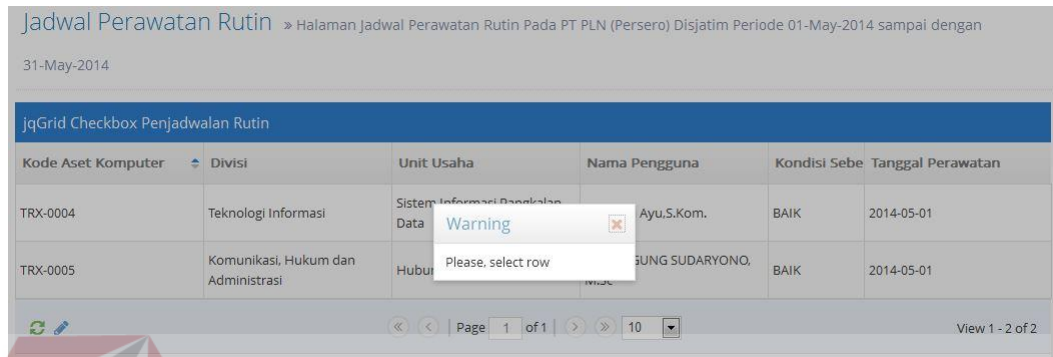 Jadwal Perawatan Rutin » Halaman Jadwal Perawatan Rutin Pada PT PLN (Persero) Disjatim Periode 01-May-2014 sampai dengan
31-May-2014
jqGrid Checkbox Penjadwalan Rutin
Kode Aset Komputer Divisi Unit Usaha Nama Pengguna Kondisi Sebe Tanggal Perawatan
TRX-0004 Teknologi Informasi Sistem Informasi Pangkalan
Data Ayu,S.Kom. BAIK 2014-05-01
Warning
Please, select row
TRX-0005 Komunikasi, Hukum dan
Administrasi SUDARYONO,
BAIK 2014-05-01
Page 1 of 1 10 View 1 - 2 of 2